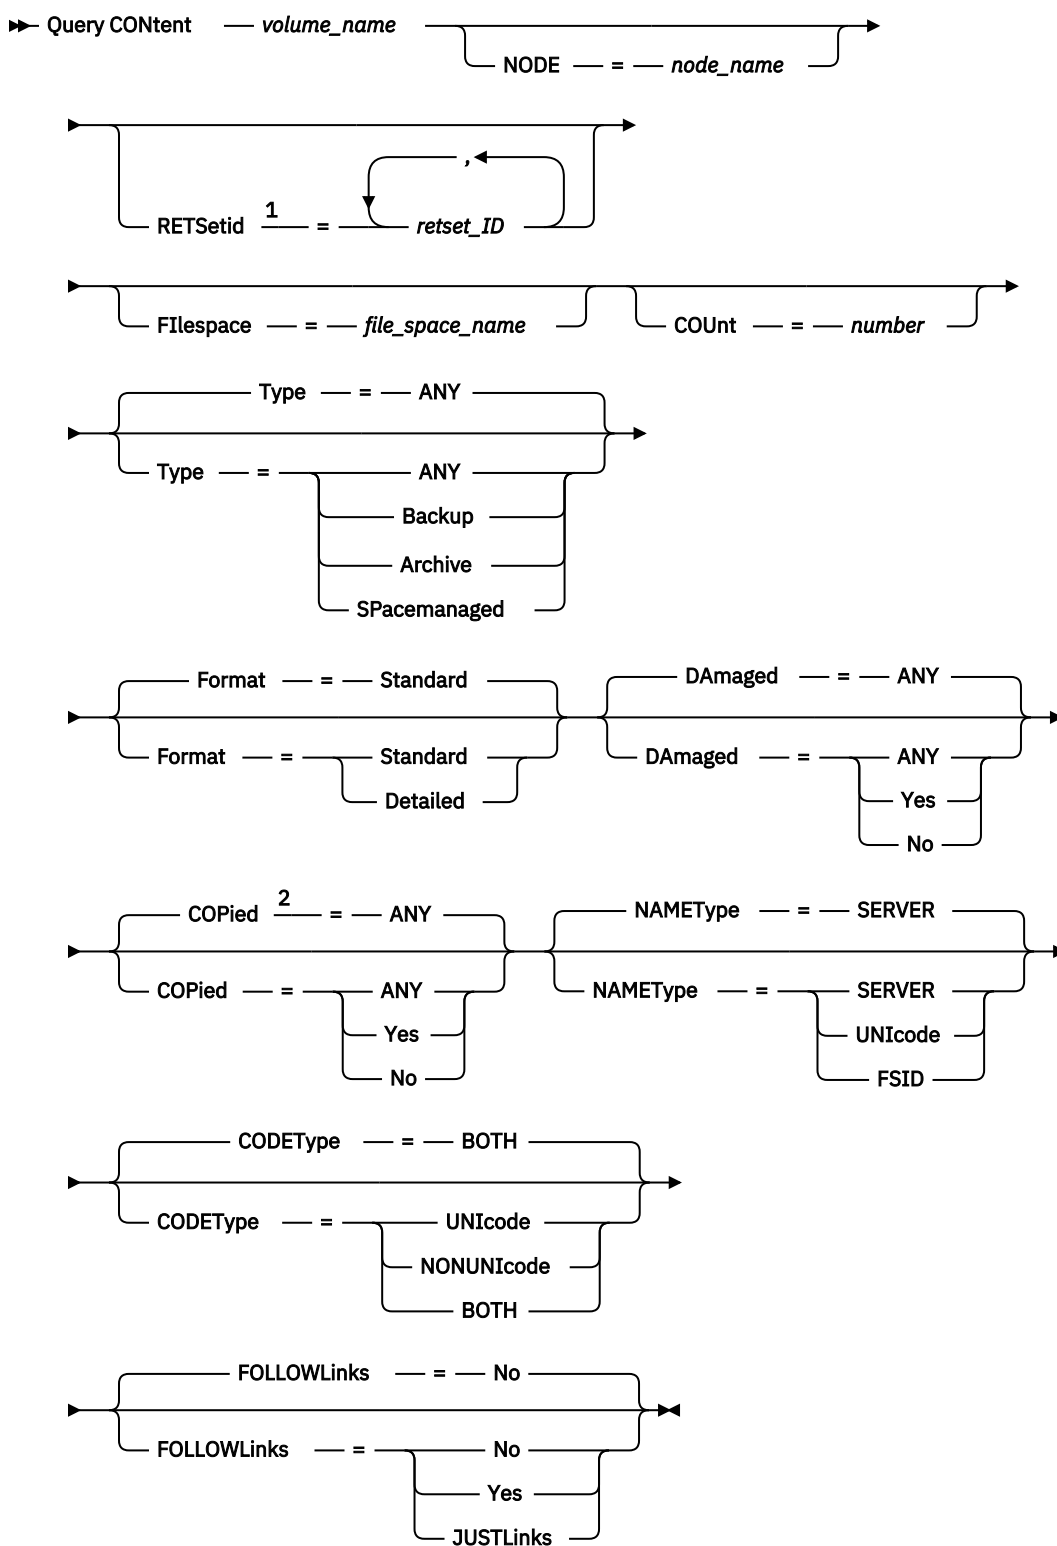 Query CONtent volume_name
NODE = node_name
,
RETSetid 1 = retset_ID
FIlespace = file_space_name COUnt = number
Type = ANY
Type = ANY
Backup
Archive
SPacemanaged
Format = Standard DAmaged = ANY
Format = Standard DAmaged = ANY
Detailed Yes
No
COPied 2 = ANY NAMEType = SERVER
COPied = ANY NAMEType = SERVER
Yes UNIcode
No FSID
CODEType = BOTH
CODEType = UNIcode
NONUNIcode
BOTH
FOLLOWLinks = No
FOLLOWLinks = No
Yes
JUSTLinks